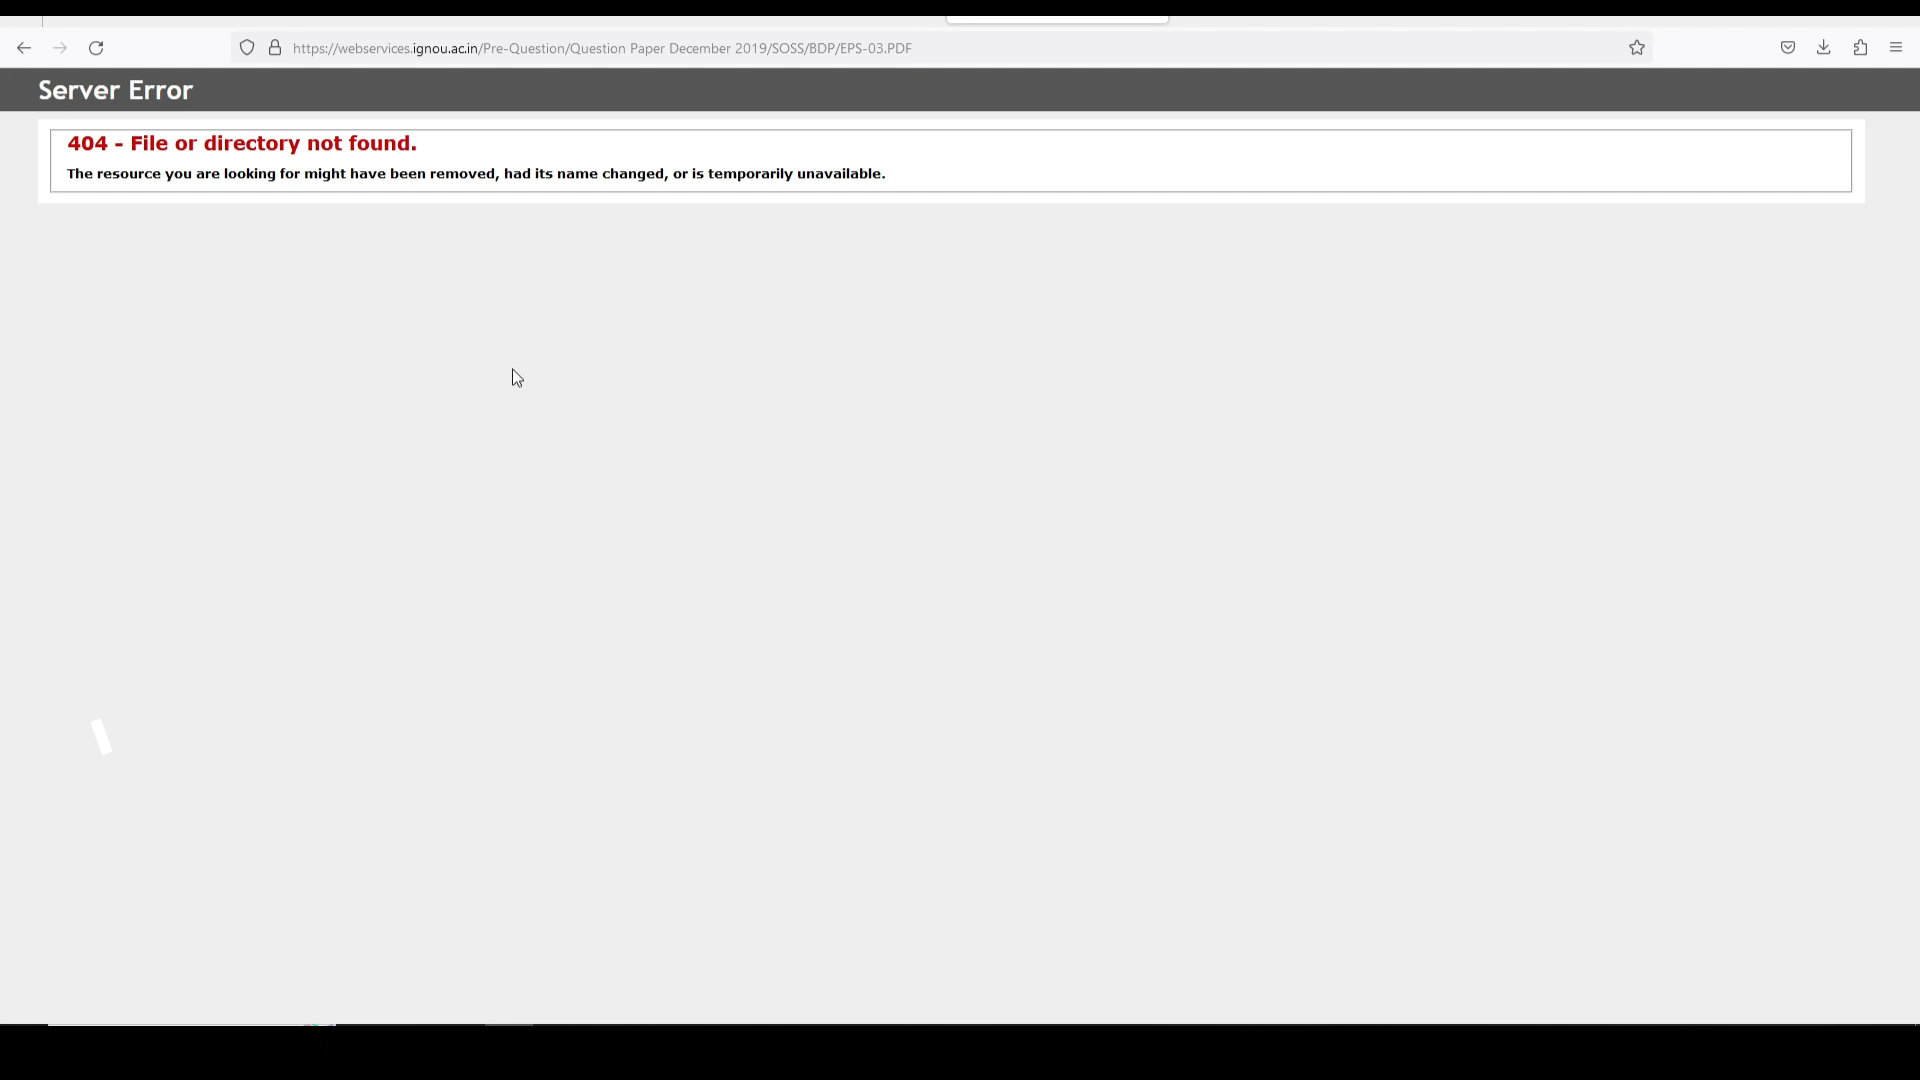 https://webservices.ignou.ac.in/Pre-Question/Question Paper December 2019/SOSS/BDP/EPS-03.PDF
Server Error
404 - File or directory not found.
The resource you are looking for might have been removed, had its name changed, or is temporarily unavailable.